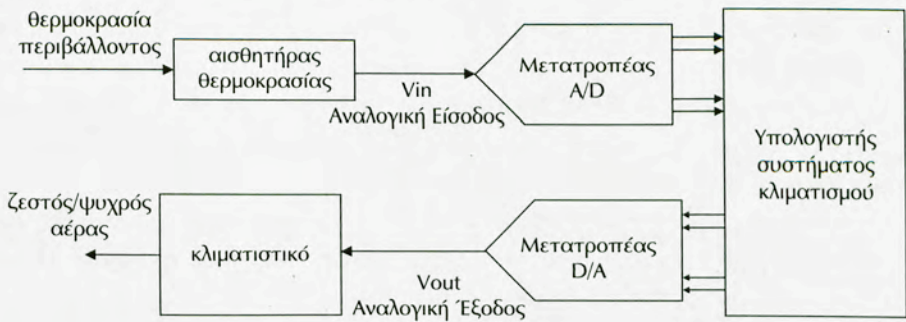 θερμοκρασία
περιβάλλοντος
αισθητήρας
θερμοκρασίας
Vin
Αναλογική Είσοδος
Μετατροπέας
A/D
Υπολογιστής
συστήματος
κλιματισμού
ζεστός/ψυχρός
αέρας
κλιματιστικό
Vout
Αναλογική Έξοδος
Μετατροπέας
D/A